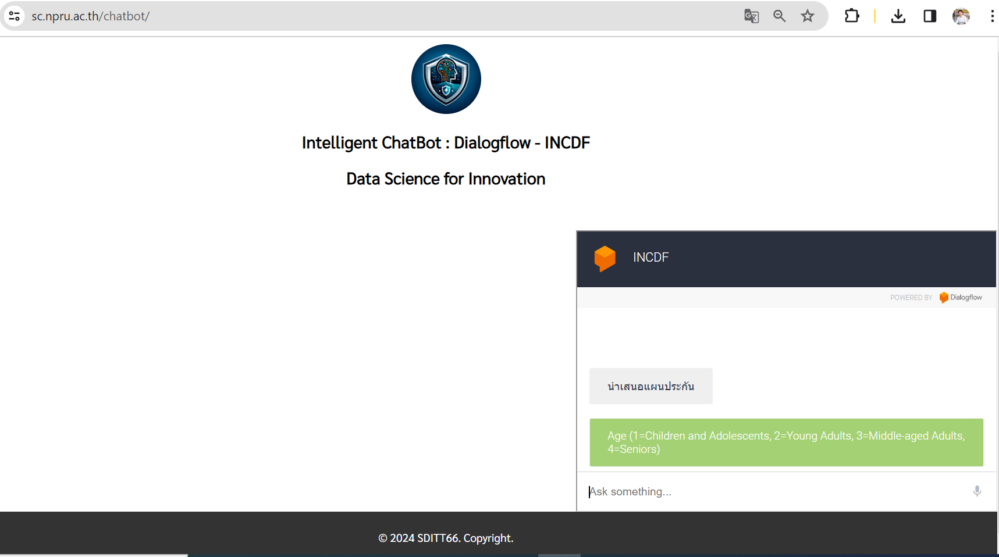 sc.npru.ac.th/chatbot/
Intelligent ChatBot : Dialogflow - INCDF
Data Science for Innovation
INCDF
POWERED BY Dialogflow
นำเสนอแผนประกัน
Age (1=Children and Adolescents, 2=Young Adults, 3=Middle-aged Adults,
4=Seniors)
Ask something...
© 2024 SDITT66. Copyright.